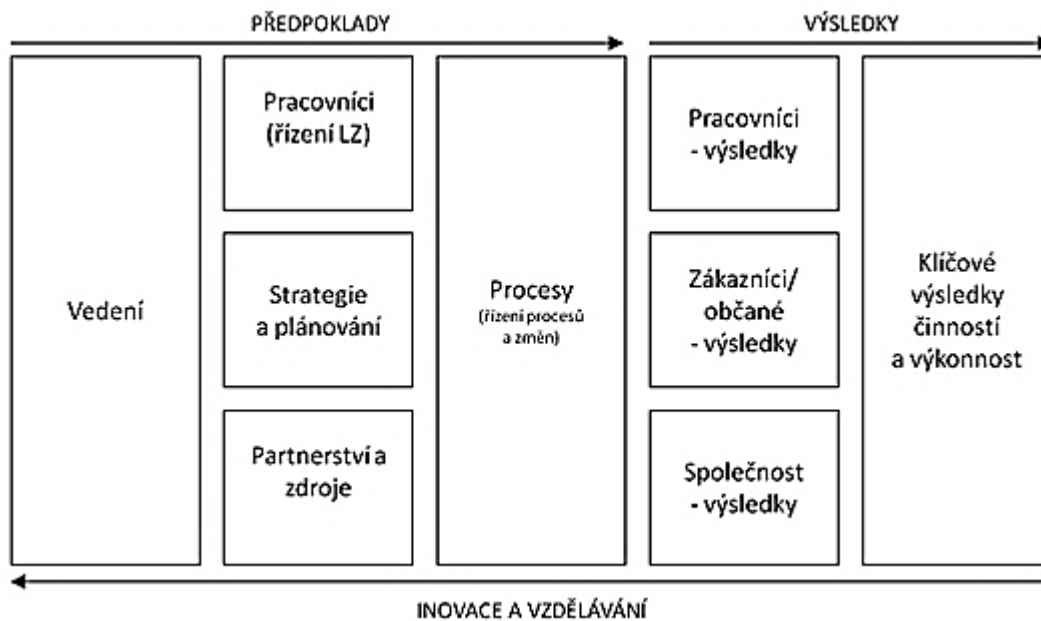 PŘEDPOKLADY
VÝSLEDKY
Vedení
Pracovníci
(řízení LZ)
Strategie
a plánování
Partnerství a
zdroje
Procesy
(řízení procesů
a změn)
Pracovníci
- výsledky
Zákazníci/
občané
- výsledky
Společnost
- výsledky
Klíčové
výsledky
činností
a výkonnost
INOVACE A VZDĚLÁVÁNÍ